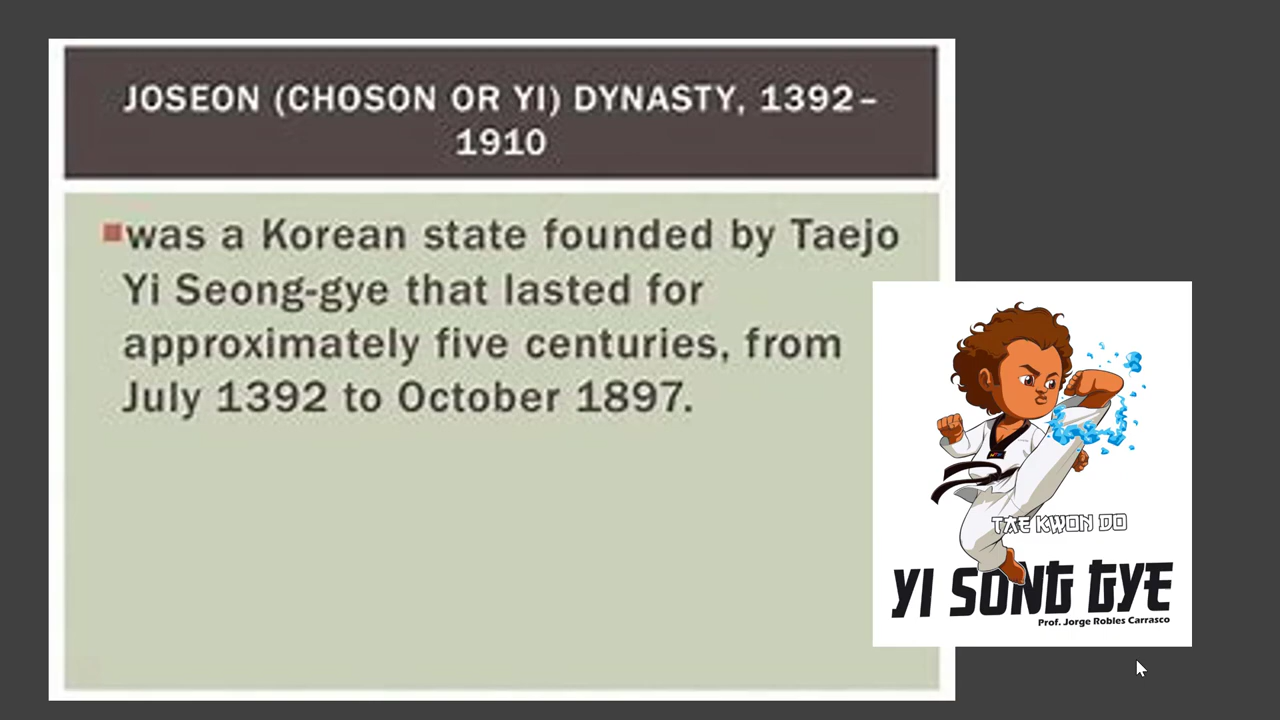 JOSEON (CHOSON OR YI) DYNASTY, 1392–
1910
was a Korean state founded by Taejo
Yi Seong-gye that lasted for
approximately five centuries, from
July 1392 to October 1897.
TAE KWON DO
YI SONG GYE
Prof. Jorge Robles Carrasco